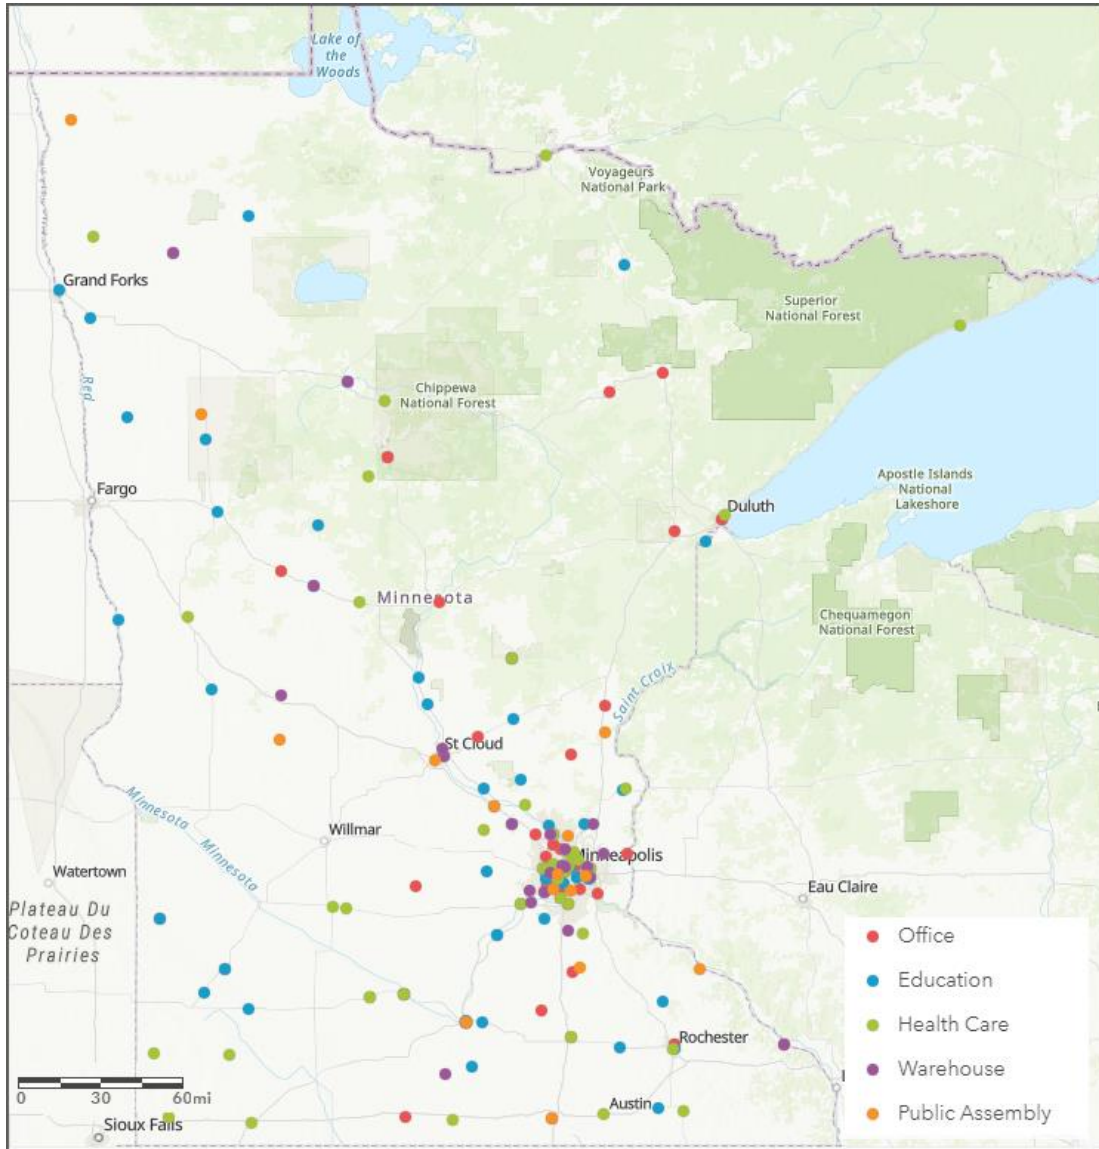 Lake of
the
Woods
Voyageurs
National Park
Grand Forks
Superior
National Forest
Red
Chippewa
National Forest
Apostle Islands
National
Lakeshore
Fargo
Duluth
Minnesota
Chequamegon
National Forest
Saint Croix
St Cloud
Minnesota
Minnesota
Willmar
Minneapolis
Watertown
Eau Claire
Plateau Du
Coteau Des
Prairies
Office
Education
Health Care
Rochester
Warehouse
0 30 60mi
Austin
Public Assembly
Sioux Falls